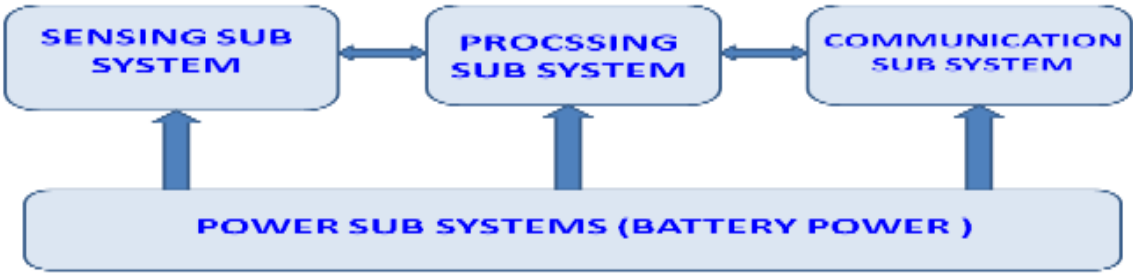 SENSING SUB
SYSTEM
PROCSSING
SUB SYSTEM
COMMUNICATION
SUB SYSTEM
POWER SUB SYSTEMS (BATTERY POWER )